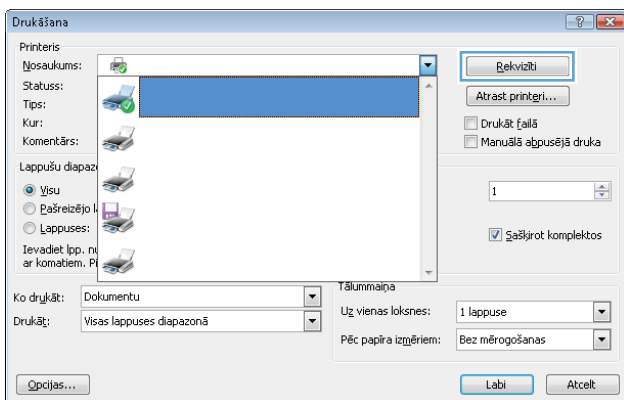 Drukāšana
Printeris
Nosaukums:
Rekvizīti
Statuss:
Atrast printeri...
Tips:
Kur:
Drukāt failā
Komentārs:
Manuālā abpusējā druka
Lappušu diapazo
Visu
1
Pašreizējo l
Lappuses:
Sašķirot komplektos
Ievadiet lpp. nu
ar komatiem. Pi
Tālummaiņa
Ko drukāt: Dokumentu
Uz vienas loksnes: 1 lappuse
Drukāt: Visas lappuses diapazonā
Pēc papīra izmēriem: Bez mērogošanas
Opcijas...
Labi
Atcelt